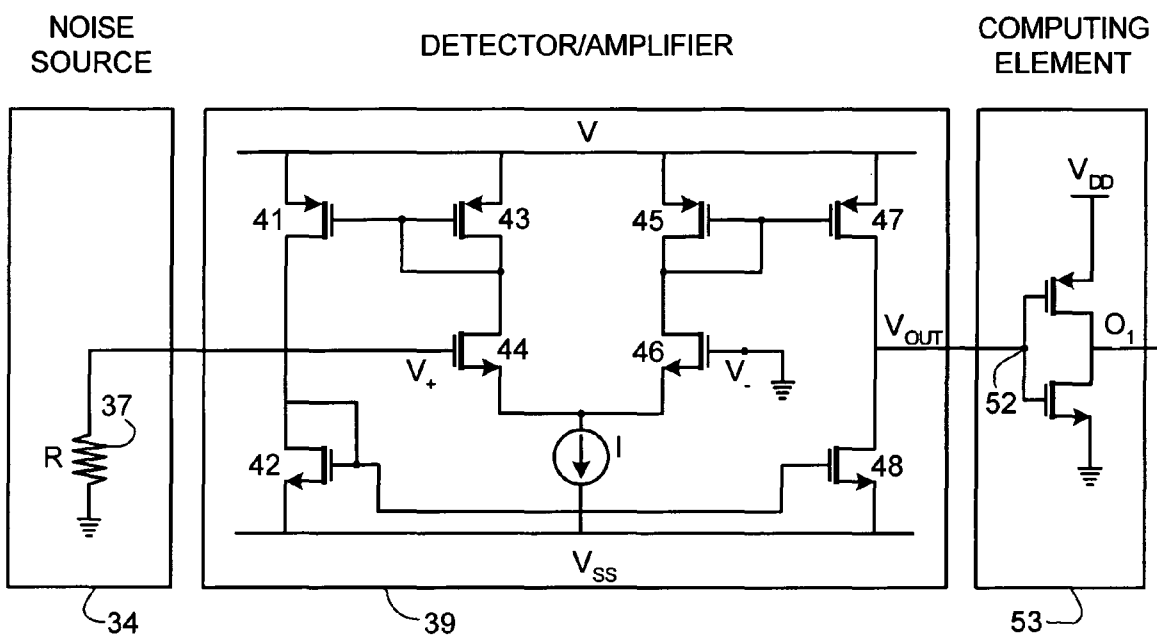 NOISE
SOURCE
DETECTOR/AMPLIFIER
COMPUTING
ELEMENT
V
V_DD
41
43
45
47
44
46
V_OUT
O_1
V_+
V_-
52
37
R
42
I
48
V_SS
34
39
53